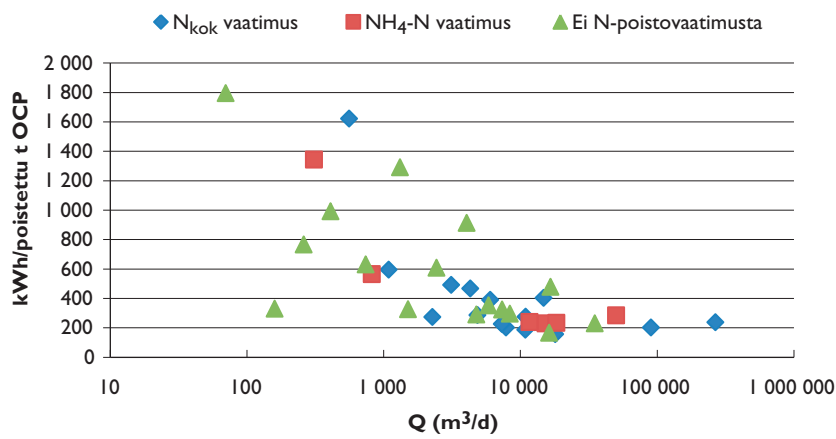 N_kok vaatimus NH₄-N vaatimus Ei N-poistovaatimusta
kWh/poistettu t OCP
2 000
1 800
1 600
1 400
1 200
1 000
800
600
400
200
0
10 100 1 000 10 000 100 000 1 000 000
Q (m³/d)